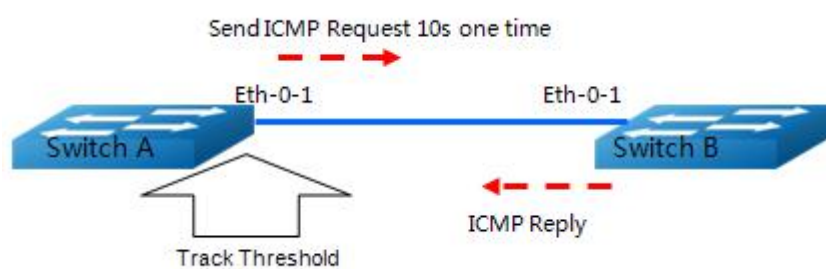 Send ICMP Request 10s one time
Eth-0-1
Eth-0-1
Switch A
Switch B
ICMP Reply
Track Threshold